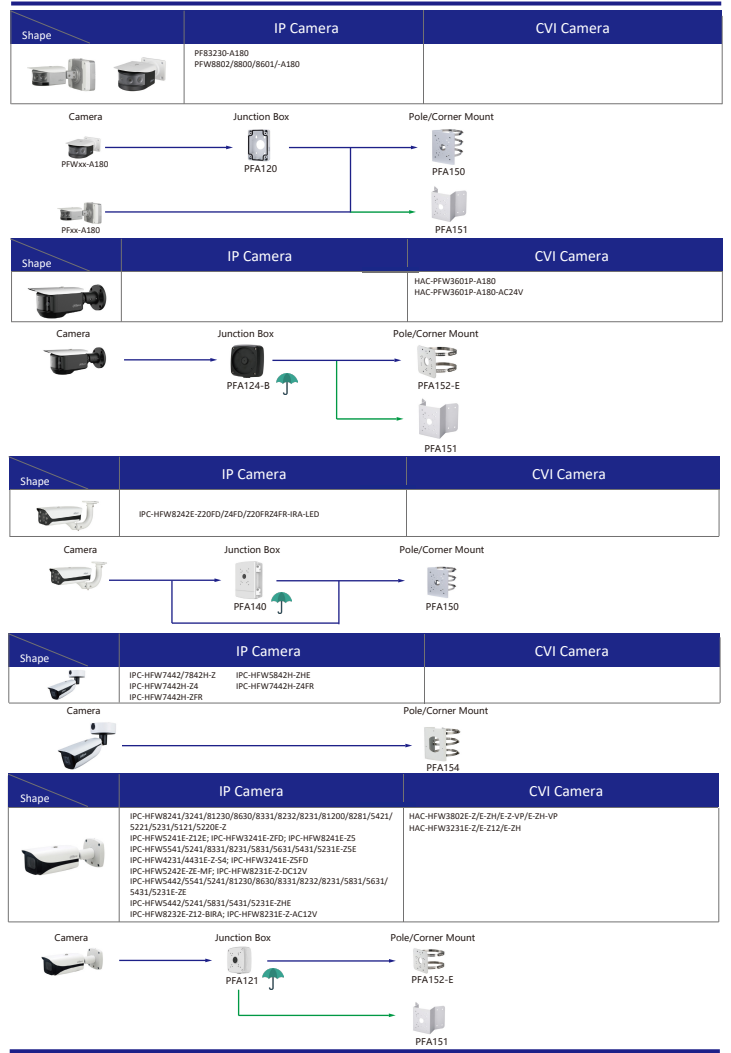 Shape
IP Camera
CVI Camera
PF83230-A180
PFW8802/8800/8601/-A180
Camera
Junction Box
Pole/Corner Mount
PFWxx-A180
PFA120
PFA150
PFxx-A180
PFA151
Shape
IP Camera
CVI Camera
HAC-PFW3601P-A180
HAC-PFW3601P-A180-AC24V
Camera
Junction Box
Pole/Corner Mount
PFA124-B
PFA152-E
PFA151
Shape
IP Camera
CVI Camera
IPC-HFW8242E-Z20FD/Z4FD/Z20FRZ4FR-IRA-LED
Camera
Junction Box
Pole/Corner Mount
PFA140
PFA150
Shape
IP Camera
CVI Camera
IPC-HFW7442/7842H-Z IPC-HFW5842H-ZHE
IPC-HFW7442H-Z4 IPC-HFW7442H-Z4FR
IPC-HFW7442H-ZFR
Camera
Pole/Corner Mount
PFA154
Shape
IP Camera
CVI Camera
IPC-HFW8241/3241/81230/8630/8331/8232/8231/81200/8281/5421/
5221/5231/5121/5220E-Z
IPC-HFW5241E-Z12E; IPC-HFW3241E-ZFD; IPC-HFW8241E-Z5
IPC-HFW5541/5241/8331/8231/5831/5631/5431/5231E-Z5E
IPC-HFW4231/4431E-Z-S4; IPC-HFW3241E-Z5FD
IPC-HFW5242E-ZE-MF; IPC-HFW8231E-Z-DC12V
IPC-HFW5442/5541/5241/81230/8630/8331/8232/8231/5831/5631/
5431/5231E-ZE
IPC-HFW5442/5241/5831/5431/5231E-ZHE
IPC-HFW8232E-Z12-BIRA; IPC-HFW8231E-Z-AC12V
HAC-HFW3802E-Z/E-ZH/E-Z-VP/E-ZH-VP
HAC-HFW3231E-Z/E-Z12/E-ZH
Camera
Junction Box
Pole/Corner Mount
PFA121
PFA152-E
PFA151